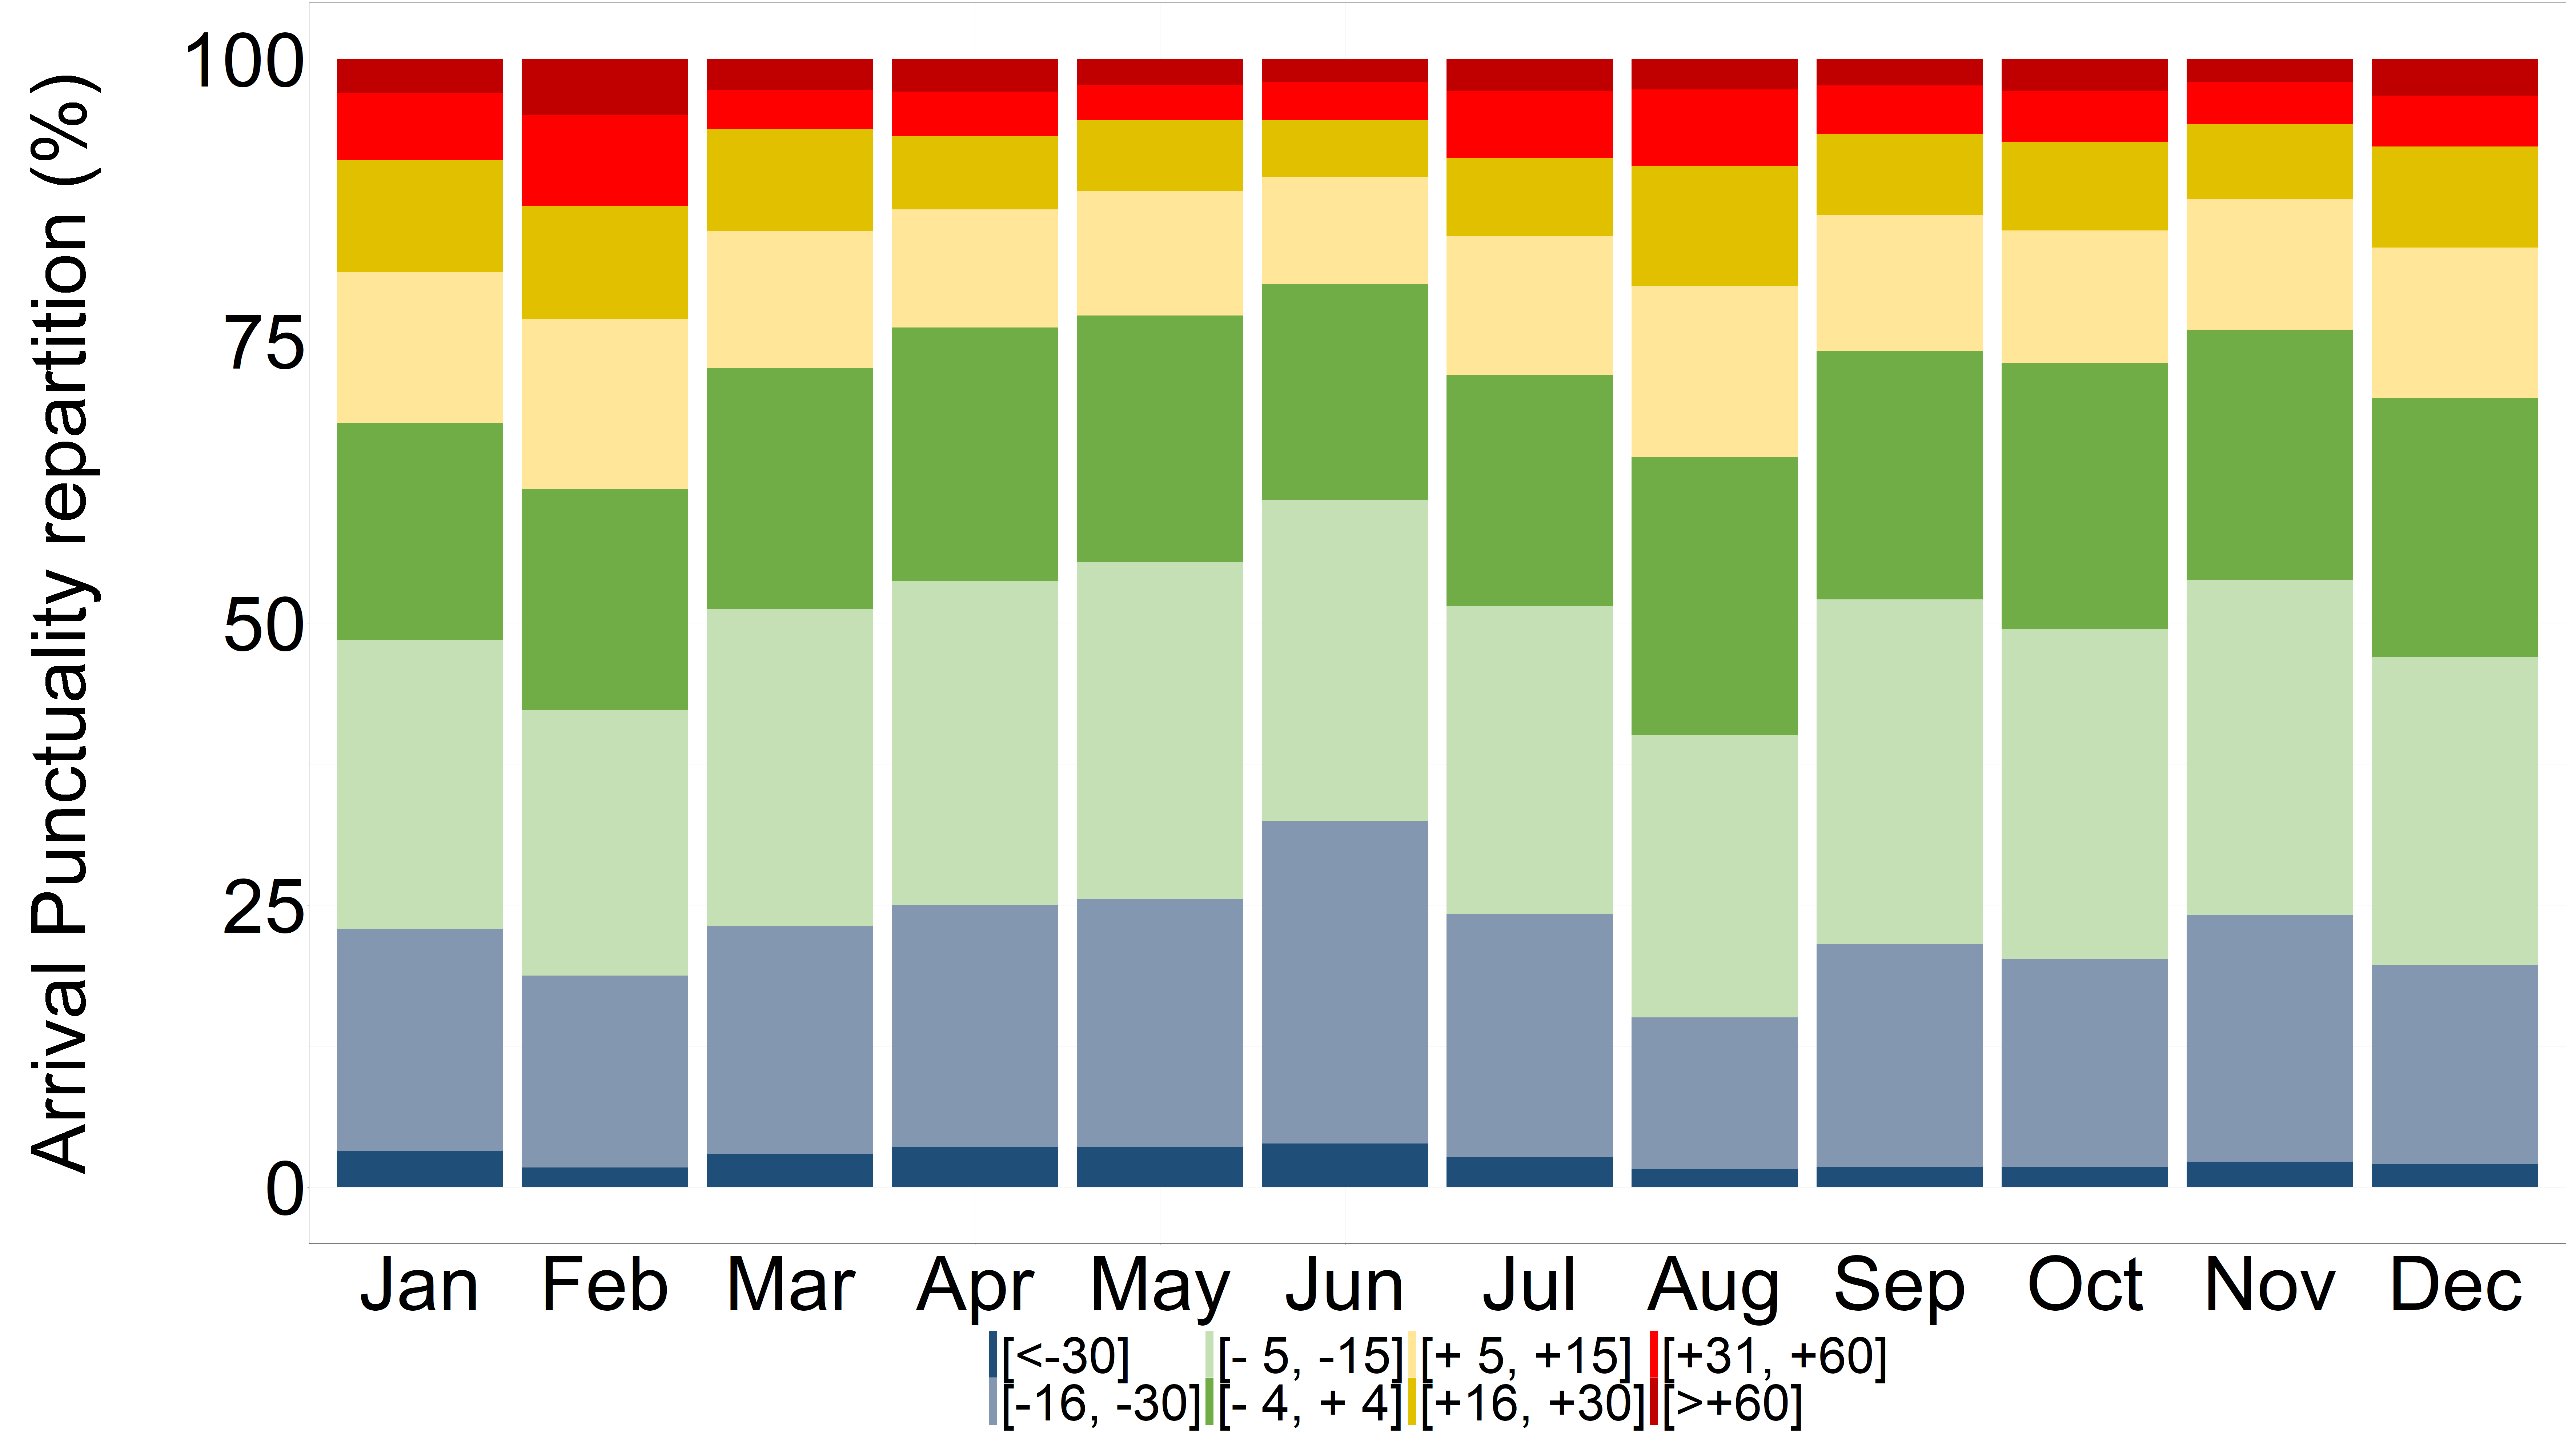 Arrival Punctuality repartition (%)
100
75
50
25
0
Jan Feb Mar Apr May Jun Jul Aug Sep Oct Nov Dec
[<-30] [- 5, -15] [+ 5, +15] [+31, +60]
[-16, -30] [- 4, + 4] [+16, +30] [>+60]